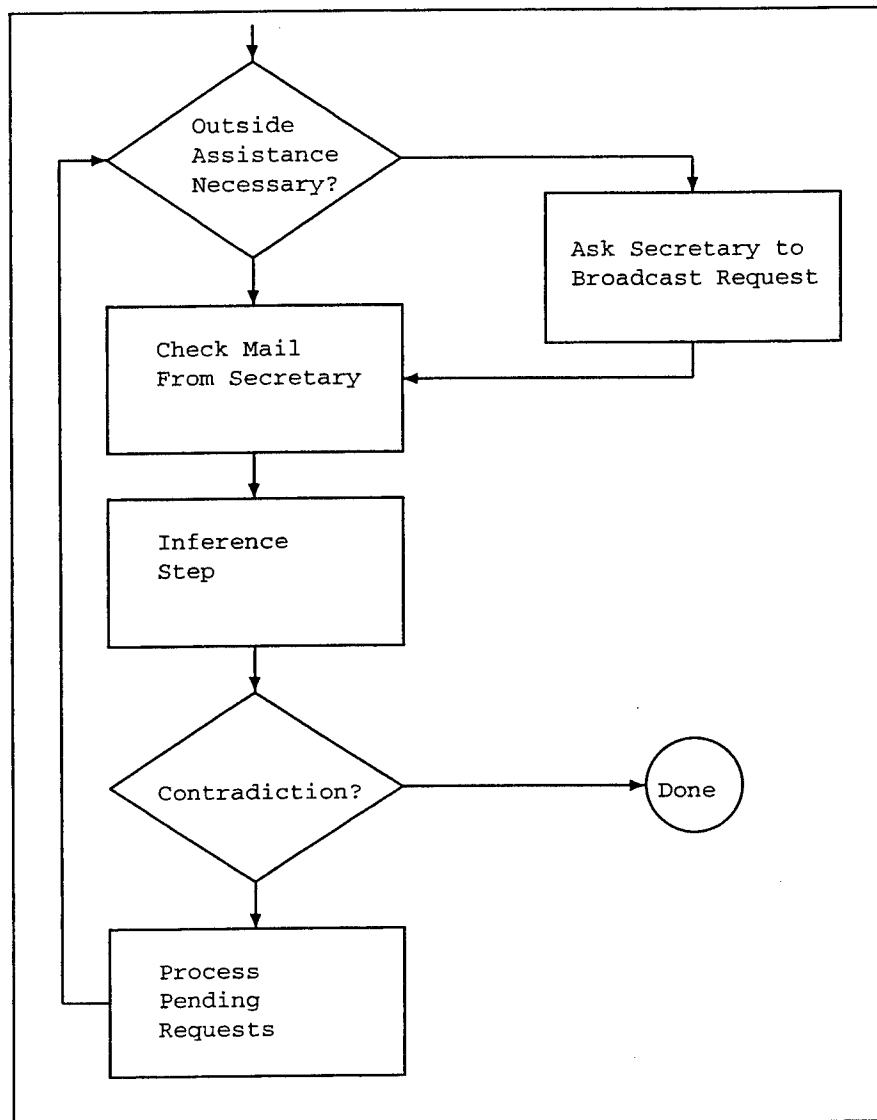 Outside
Assistance
Necessary?
Ask Secretary to
Broadcast Request
Check Mail
From Secretary
Inference
Step
Contradiction?
Done
Process
Pending
Requests